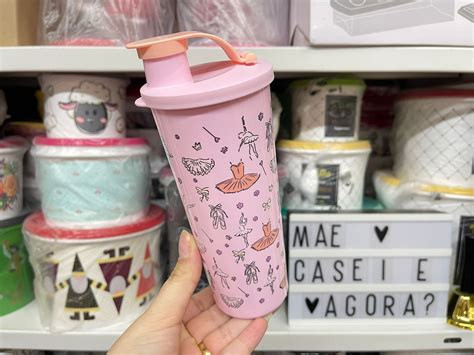 MAE ♥
CASEI E
♥ AGORA?